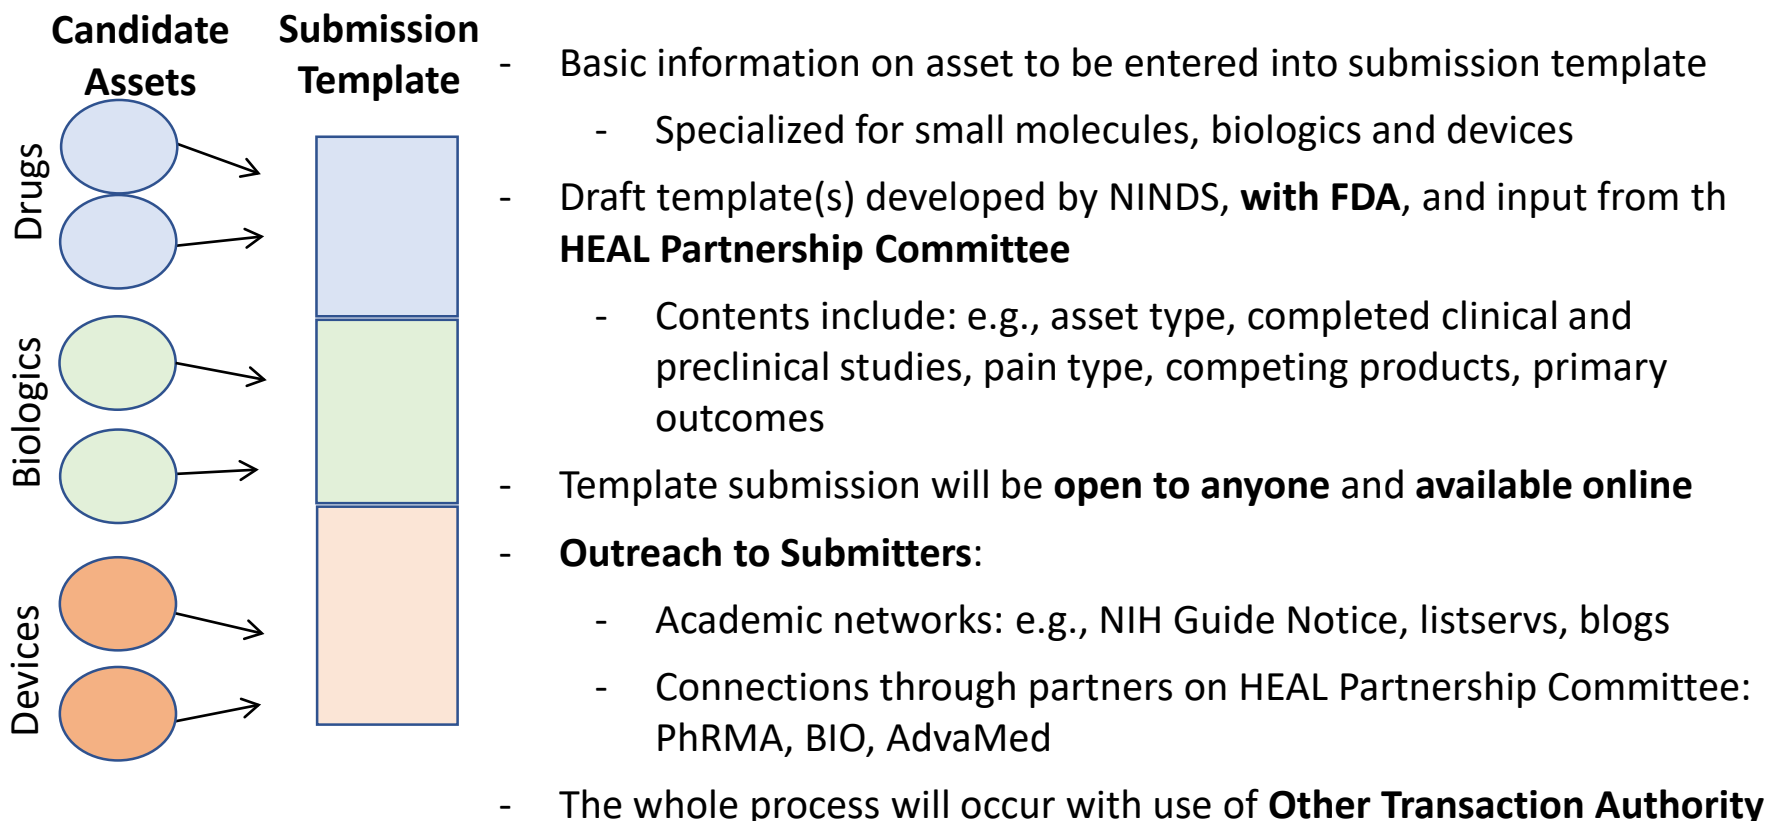 Candidate
Assets
Submission
Template
Drugs
Biologics
Devices
- Basic information on asset to be entered into submission template
- Specialized for small molecules, biologics and devices
- Draft template(s) developed by NINDS, with FDA, and input from th
HEAL Partnership Committee
- Contents include: e.g., asset type, completed clinical and
preclinical studies, pain type, competing products, primary
outcomes
- Template submission will be open to anyone and available online
- Outreach to Submitters:
- Academic networks: e.g., NIH Guide Notice, listservs, blogs
- Connections through partners on HEAL Partnership Committee:
PhRMA, BIO, AdvaMed
- The whole process will occur with use of Other Transaction Authority